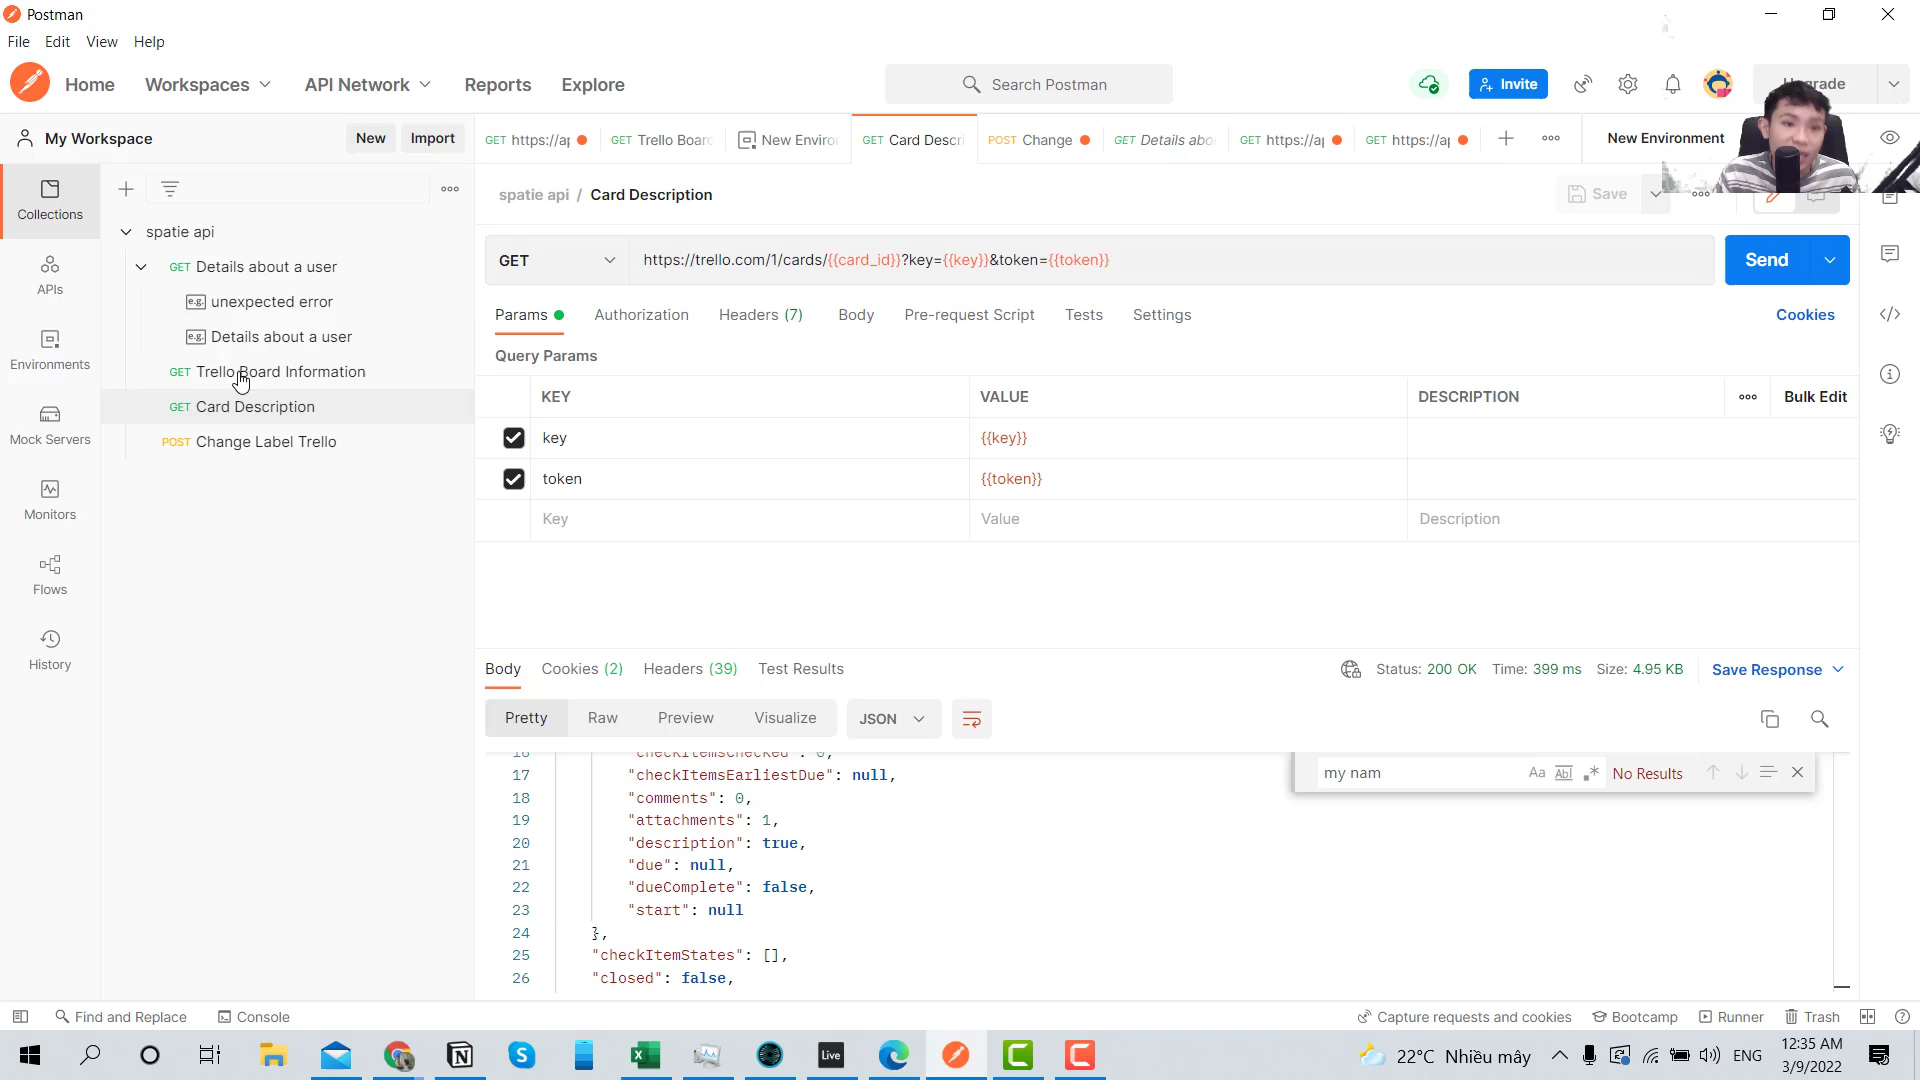 Postman
File Edit View Help
Home Workspaces API Network Reports Explore
Search Postman
Invite
My Workspace New Import
GET https://ap GET Trello Boar New Enviro GET Card Descri POST Change GET Details abo GET https://ap GET https://ap New Environment
Collections
APIs
Environments
Mock Servers
Monitors
Flows
History
spatie api
GET Details about a user
e.g. unexpected error
e.g. Details about a user
GET Trello Board Information
GET Card Description
POST Change Label Trello
spatie api / Card Description
Save
GET https://trello.com/1/cards/{{card_id}}?key={{key}}&token={{token}}
Send
Params Authorization Headers (7) Body Pre-request Script Tests Settings Cookies
Query Params
KEY VALUE DESCRIPTION Bulk Edit
key {{key}}
token {{token}}
Key Value Description
Body Cookies (2) Headers (39) Test Results
Status: 200 OK Time: 399 ms Size: 4.95 KB Save Response
Pretty Raw Preview Visualize JSON
my nam Aa Abl .* No Results
17 "checkItemsEarliestDue": null,
18 "comments": 0,
19 "attachments": 1,
20 "description": true,
21 "due": null,
22 "dueComplete": false,
23 "start": null
24 },
25 "checkItemStates": [],
26 "closed": false,
Find and Replace Console
Capture requests and cookies Bootcamp Runner Trash
Live
22°C Nhiều mây
ENG
12:35 AM
3/9/2022